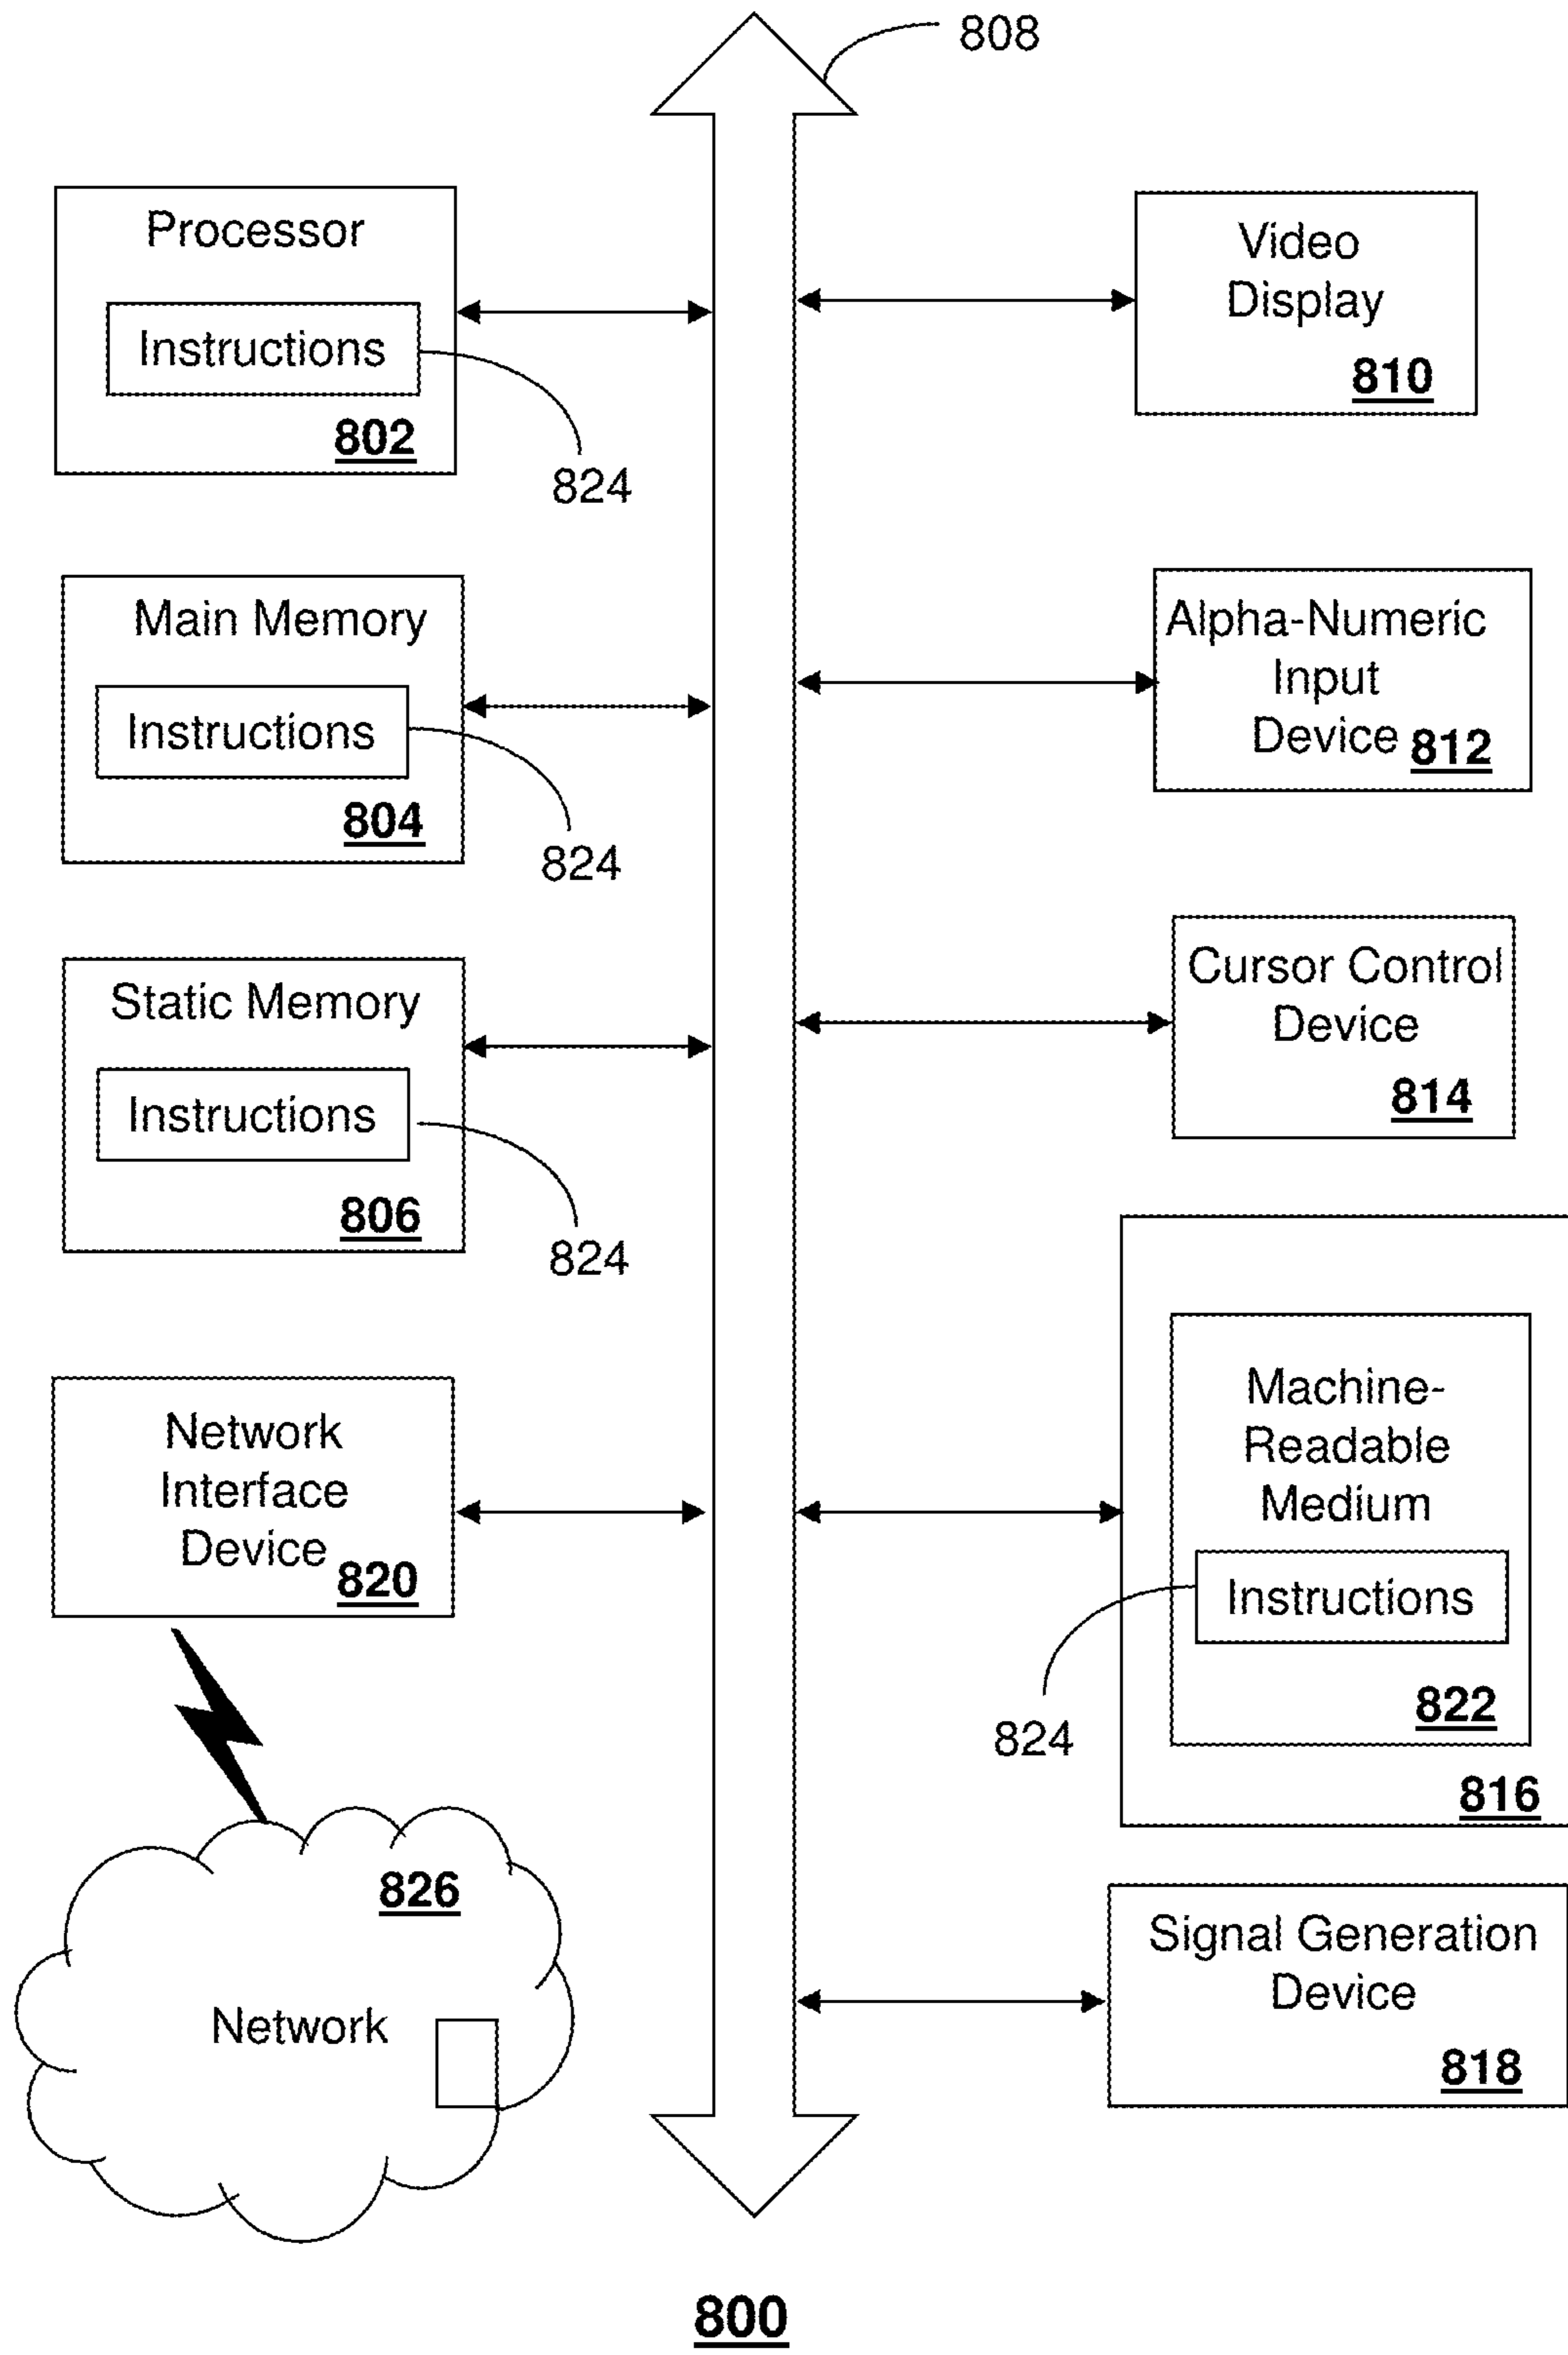 808
Processor
Instructions
802
824
Main Memory
Instructions
804
824
Static Memory
Instructions
806
824
Network
Interface
Device
820
826
Network
Video
Display
810
Alpha-Numeric
Input
Device
812
Cursor Control
Device
814
Machine-
Readable
Medium
Instructions
822
824
816
Signal Generation
Device
818
800